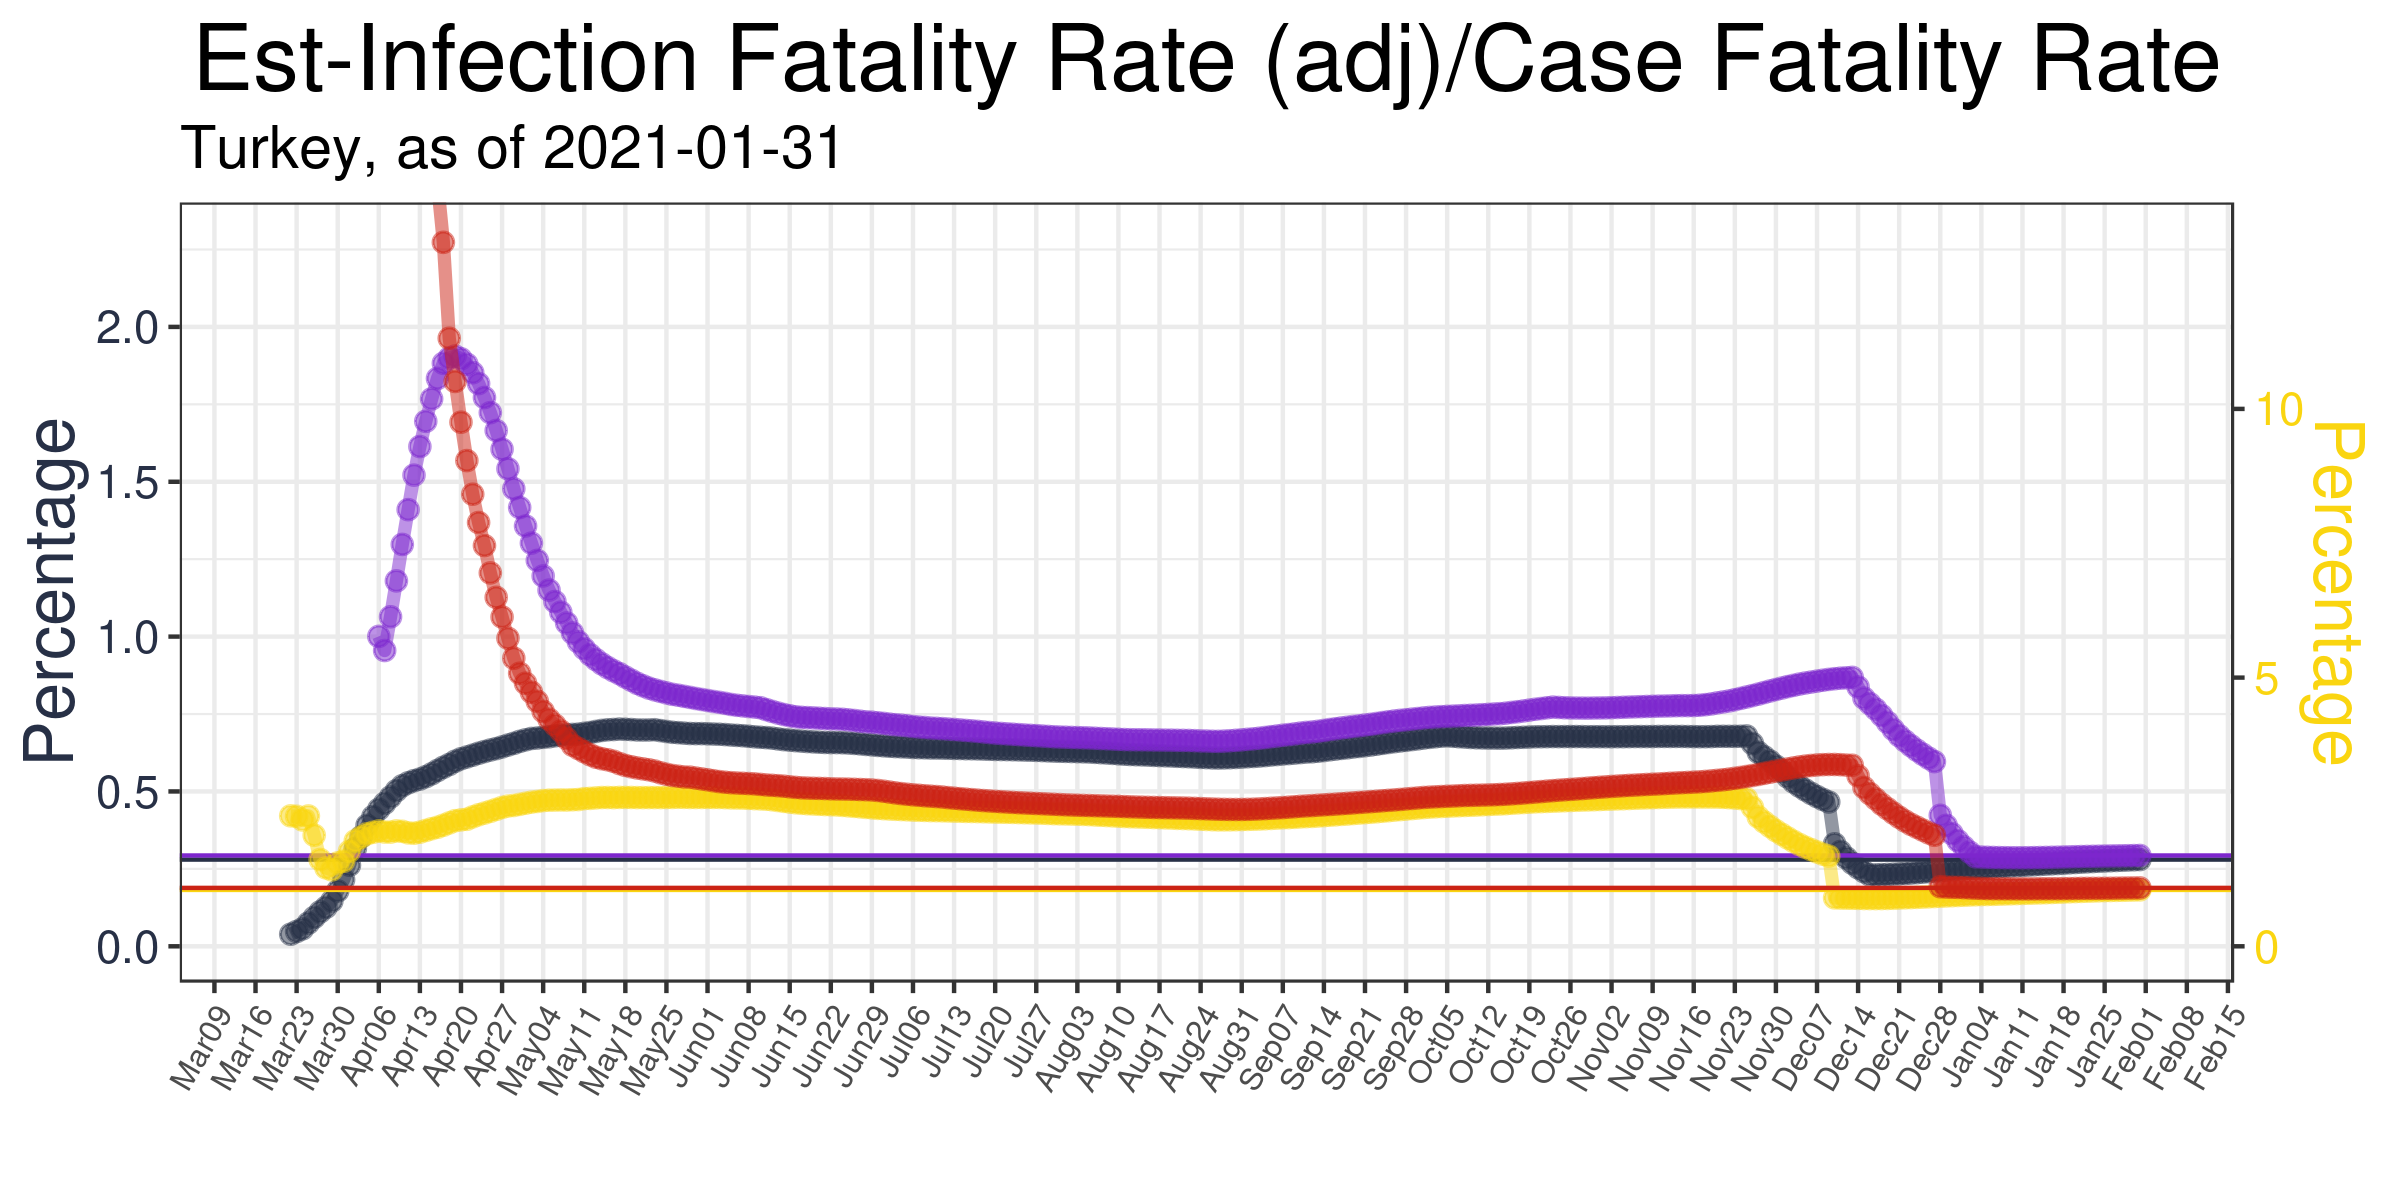 Est-Infection Fatality Rate (adj)/Case Fatality Rate
Turkey, as of 2021-01-31
Percentage
2.0
1.5
1.0
0.5
0.0
10
5
0
Percentage
Mar09 Mar16 Mar23 Mar30 Apr06 Apr13 Apr20 Apr27 May04 May11 May18 May25 Jun01 Jun08 Jun15 Jun22 Jun29 Jul06 Jul13 Jul20 Jul27 Aug03 Aug10 Aug17 Aug24 Aug31 Sep07 Sep14 Sep21 Sep28 Oct05 Oct12 Oct19 Oct26 Nov02 Nov09 Nov16 Nov23 Nov30 Dec07 Dec14 Dec21 Dec28 Jan04 Jan11 Jan18 Jan25 Feb01 Feb08 Feb15